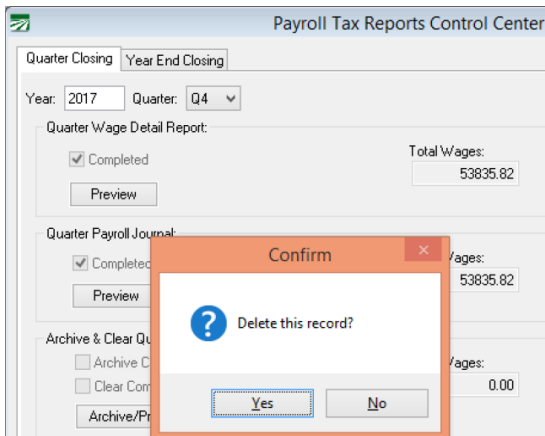 Payroll Tax Reports Control Center
Quarter Closing Year End Closing
Year: 2017 Quarter: Q4
Quarter Wage Detail Report:
Completed
Total Wages:
53835.82
Preview
Quarter Payroll Journal:
Completed
Wages:
53835.82
Preview
Confirm
Delete this record?
Yes No
Archive & Clear Qu
Archive C
Wages:
Clear Com
0.00
Archive/Pr